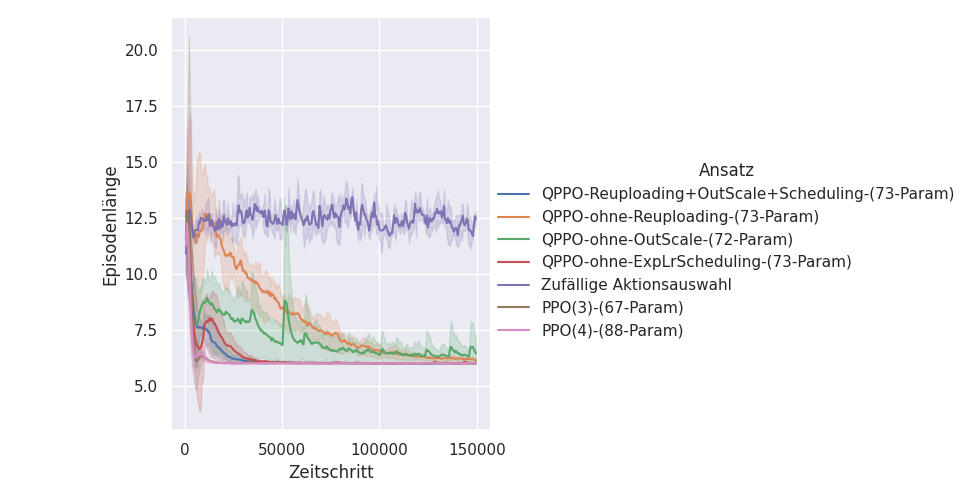 20.0
17.5
15.0
12.5
10.0
7.5
5.0
Episodenlänge
0
50000
100000
150000
Zeitschritt
Ansatz
QPPO-Reuploading+OutScale+Scheduling-(73-Param)
QPPO-ohne-Reuploading-(73-Param)
QPPO-ohne-OutScale-(72-Param)
QPPO-ohne-ExpLrScheduling-(73-Param)
Zufällige Aktionsauswahl
PPO(3)-(67-Param)
PPO(4)-(88-Param)